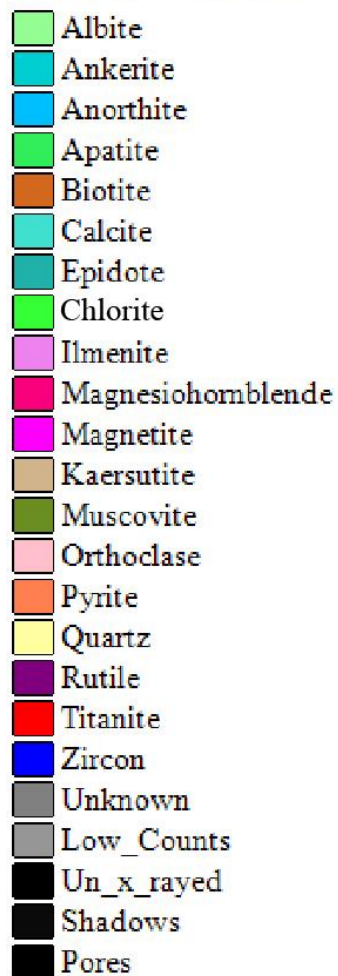 Albite
Ankerite
Anorthite
Apatite
Biotite
Calcite
Epidote
Chlorite
Ilmenite
Magnesiohornblende
Magnetite
Kaersutite
Muscovite
Orthoclase
Pyrite
Quartz
Rutile
Titanite
Zircon
Unknown
Low_Counts
Un_x_rayed
Shadows
Pores